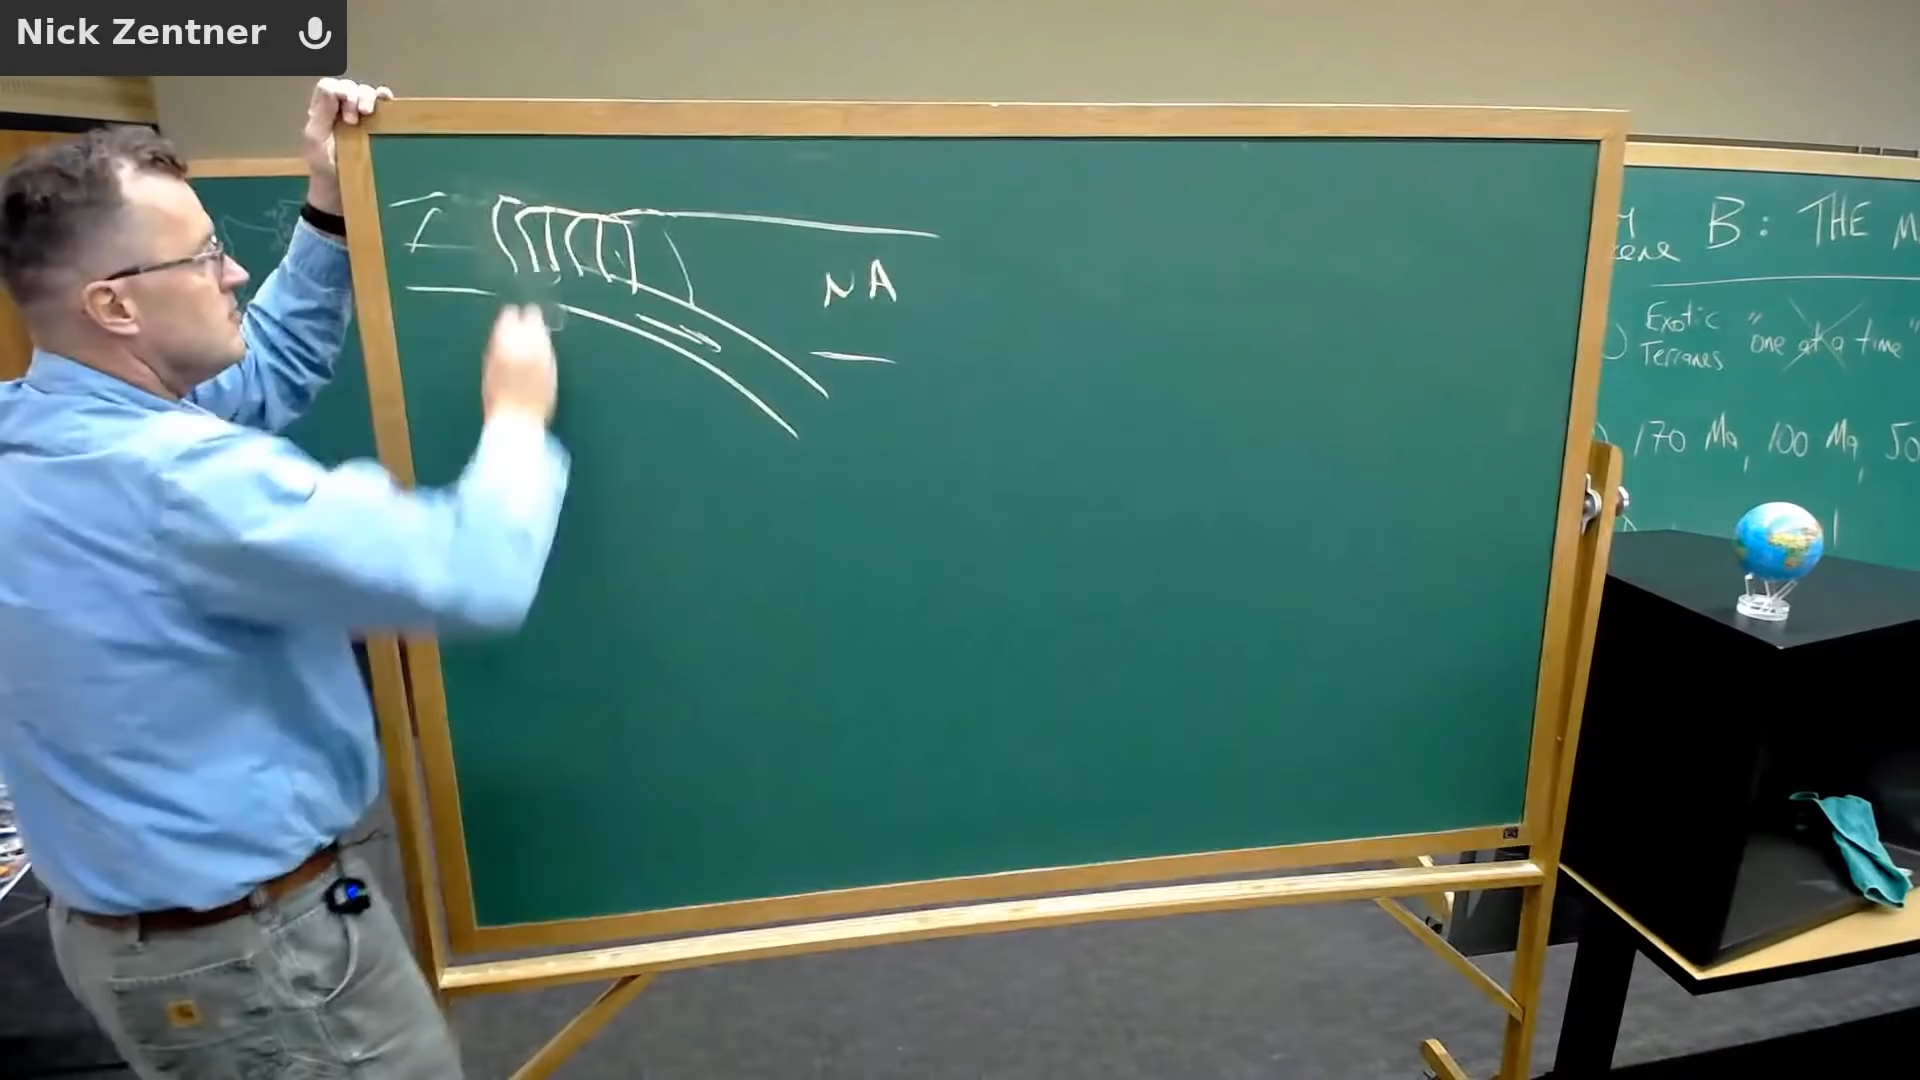 Nick Zentner
NA
B: THE M
Exotic "one at a time"
Terranes
170 Ma, 100 Ma, 50